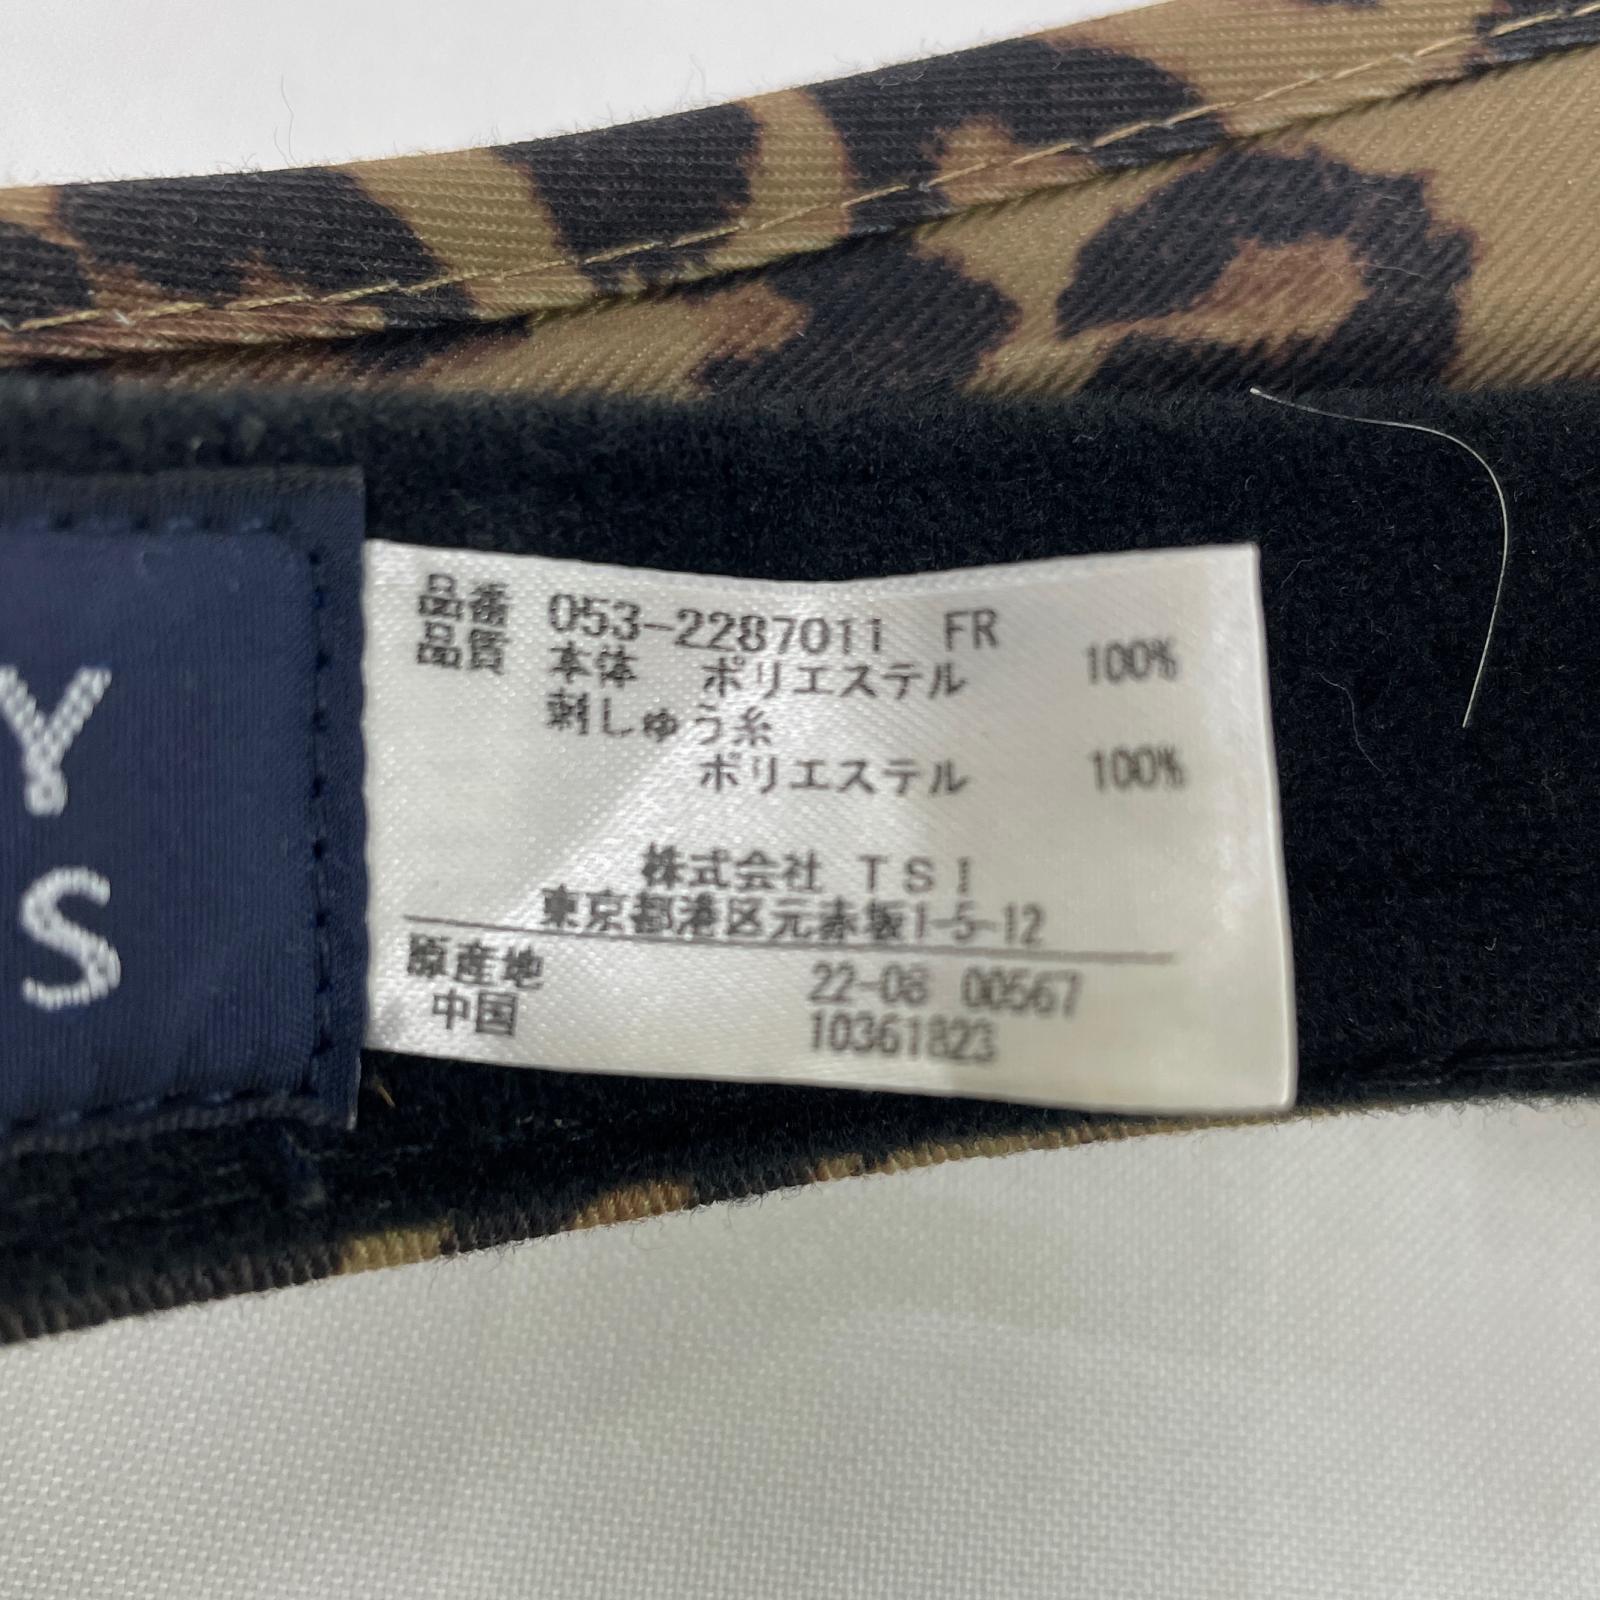 Y
S
品番 053-2287011 FR
品質 本体 ポリエステル 100%
刺しゅう糸
ポリエステル 100%
株式会社 TSI
東京都港区元赤坂1-5-12
原産地 22-08 00567
中国 10361823